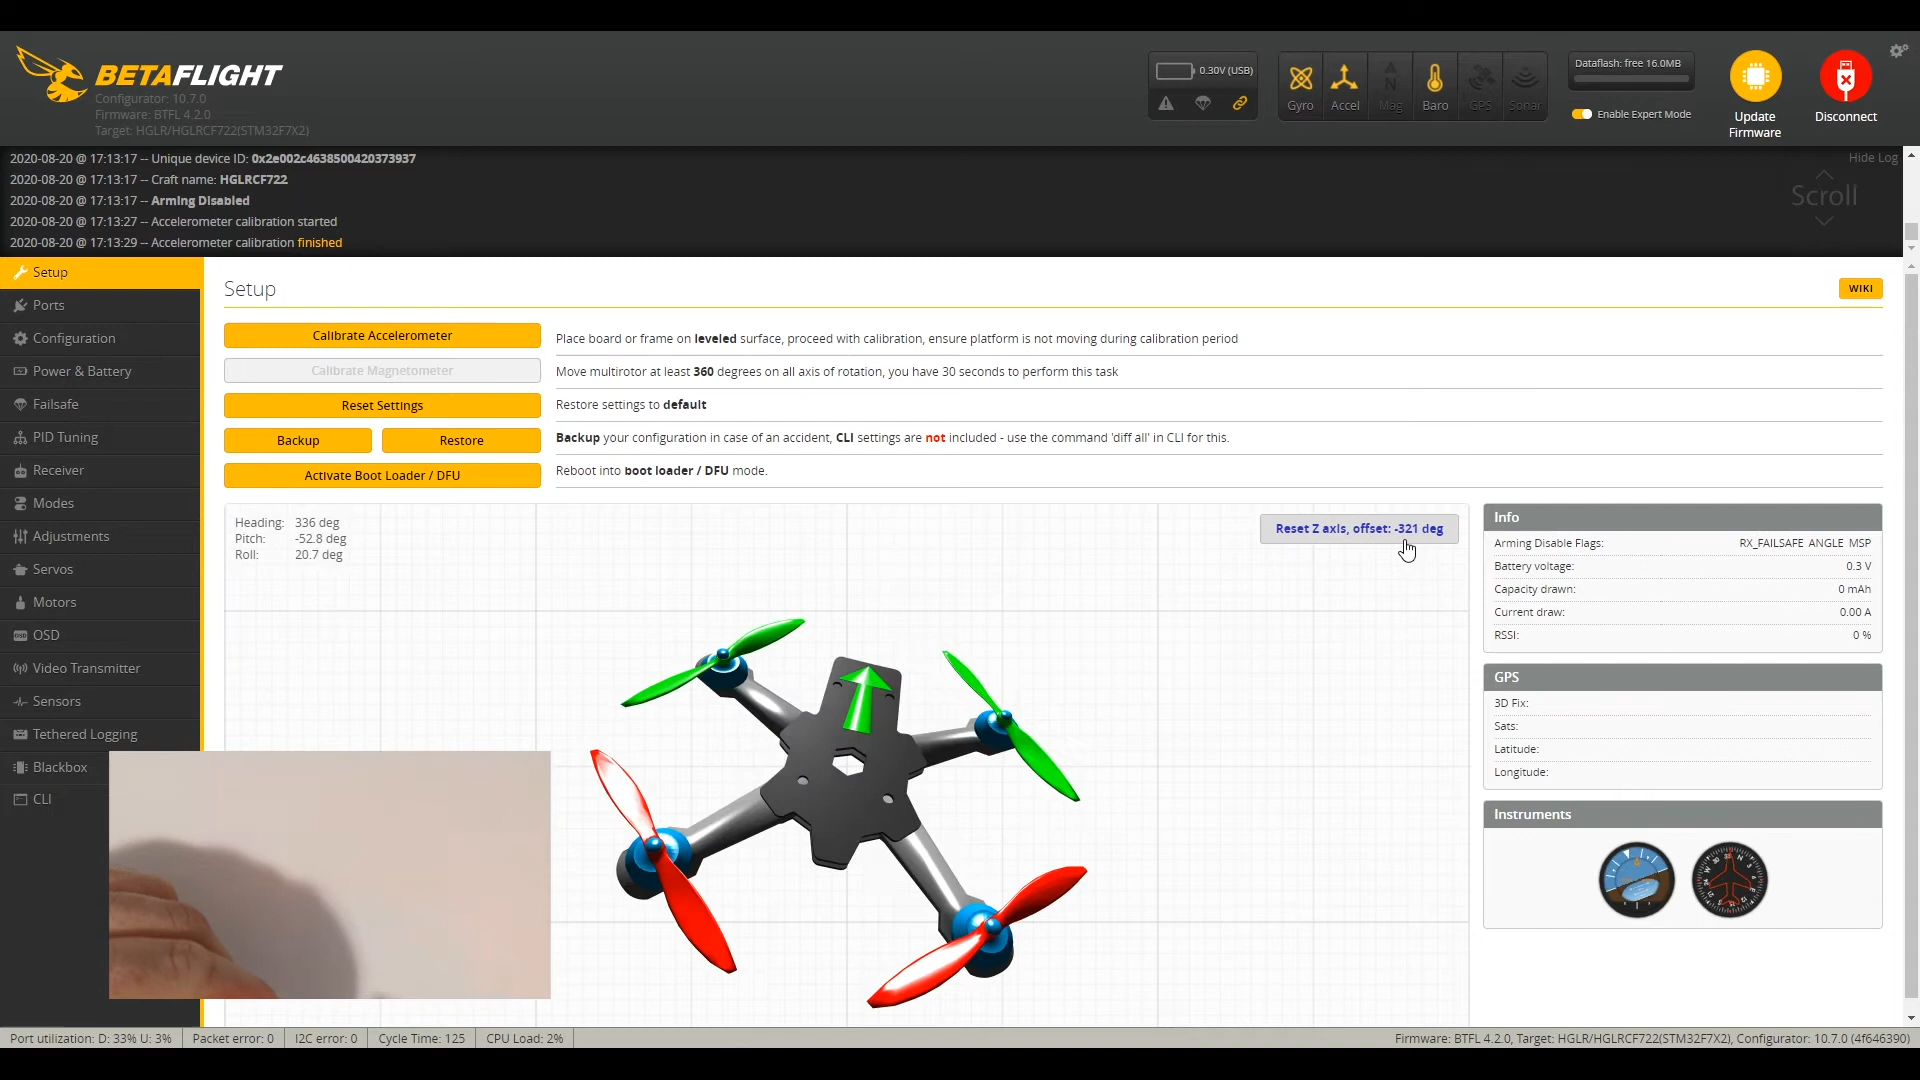 BETAFLIGHT
Configurator: 10.7.0
Firmware: BTFL 4.2.0
Target: HGLR/HGLRCF722(STM32F7X2)
0.30V (USB)
Gyro
Accel
Mag
Baro
GPS
Sonar
Dataflash: free 16.0MB
Enable Expert Mode
Update
Firmware
Disconnect
2020-08-20 @ 17:13:17 -- Unique device ID: 0x2e002c4638500420373937
2020-08-20 @ 17:13:17 -- Craft name: HGLRCF722
2020-08-20 @ 17:13:17 -- Arming Disabled
2020-08-20 @ 17:13:27 -- Accelerometer calibration started
2020-08-20 @ 17:13:29 -- Accelerometer calibration finished
Hide Log
Scroll
Setup
Ports
Configuration
Power & Battery
Failsafe
PID Tuning
Receiver
Modes
Adjustments
Servos
Motors
OSD
Video Transmitter
Sensors
Tethered Logging
Blackbox
CLI
Setup
WIKI
Calibrate Accelerometer
Place board or frame on leveled surface, proceed with calibration, ensure platform is not moving during calibration period
Calibrate Magnetometer
Move multirotor at least 360 degrees on all axis of rotation, you have 30 seconds to perform this task
Reset Settings
Restore settings to default
Backup
Restore
Backup your configuration in case of an accident, CLI settings are not included - use the command 'diff all' in CLI for this.
Activate Boot Loader / DFU
Reboot into boot loader / DFU mode.
Heading: 336 deg
Pitch: -52.8 deg
Roll: 20.7 deg
Reset Z axis, offset: -321 deg
Info
Arming Disable Flags: RX_FAILSAFE ANGLE MSP
Battery voltage: 0.3 V
Capacity drawn: 0 mAh
Current draw: 0.00 A
RSSI: 0 %
GPS
3D Fix:
Sats:
Latitude:
Longitude:
Instruments
Port utilization: D: 33% U: 3%
Packet error: 0
I2C error: 0
Cycle Time: 125
CPU Load: 2%
Firmware: BTFL 4.2.0, Target: HGLR/HGLRCF722(STM32F7X2), Configurator: 10.7.0 (4f646390)